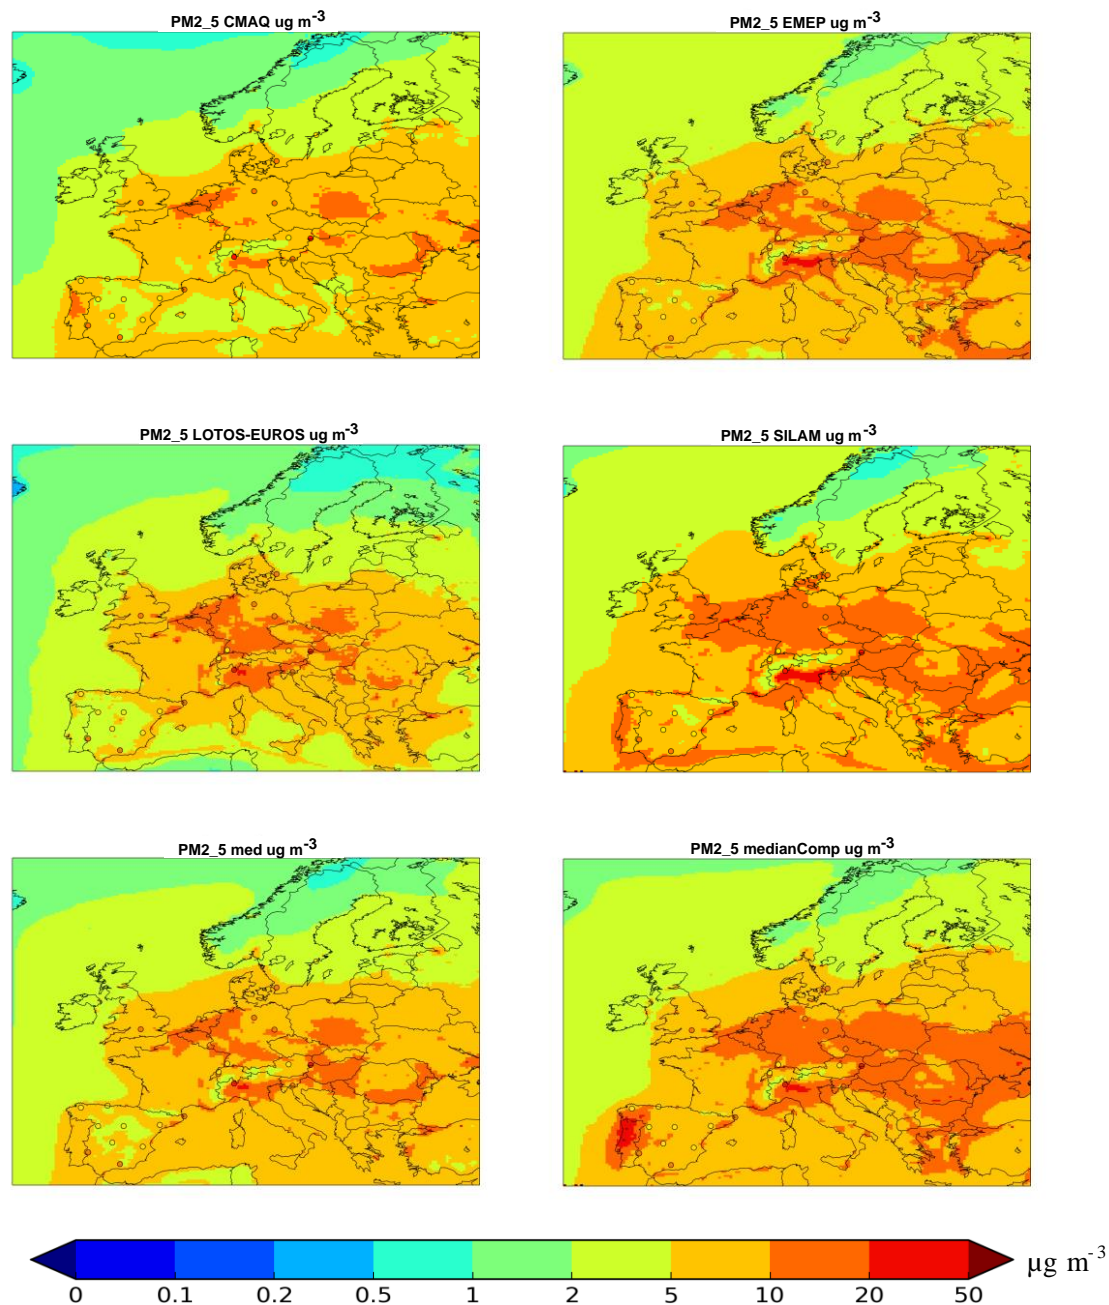 PM2_5 CMAQ ug m-3
PM2_5 EMEP ug m-3
PM2_5 LOTOS-EUROS ug m-3
PM2_5 SILAM ug m-3
PM2_5 med ug m-3
PM2_5 medianComp ug m-3
µg m-3
0 0.1 0.2 0.5 1 2 5 10 20 50